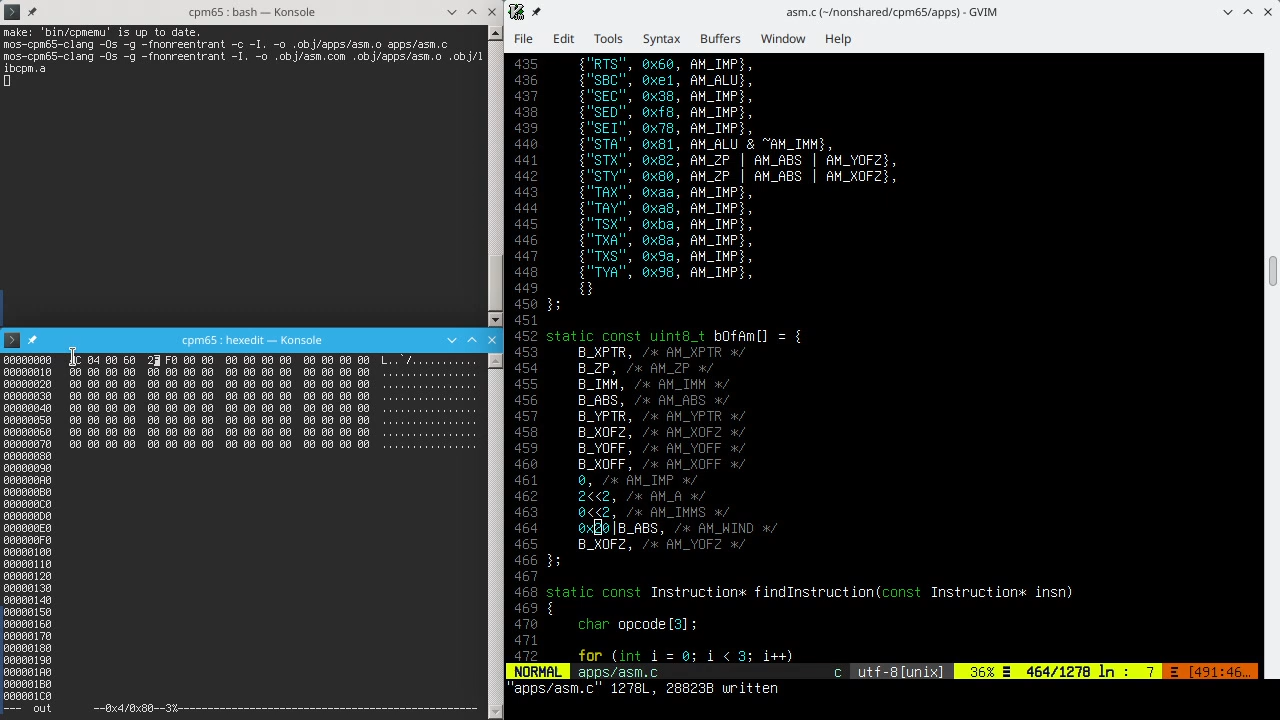 cpm65 : bash — Konsole
make: 'bin/cpmemu' is up to date.
mos-cpm65-clang -Os -g -fnonreentrant -c -I. -o .obj/apps/asm.o apps/asm.c
mos-cpm65-clang -Os -g -fnonreentrant -I. -o .obj/asm.com .obj/apps/asm.o .obj/l
ibcpm.a
cpm65 : hexedit — Konsole
00000000 4C 04 00 60 2F F0 00 00 00 00 00 00 00 00 00 00 L..`/...........
00000010 00 00 00 00 00 00 00 00 00 00 00 00 00 00 00 00 ................
00000020 00 00 00 00 00 00 00 00 00 00 00 00 00 00 00 00 ................
00000030 00 00 00 00 00 00 00 00 00 00 00 00 00 00 00 00 ................
00000040 00 00 00 00 00 00 00 00 00 00 00 00 00 00 00 00 ................
00000050 00 00 00 00 00 00 00 00 00 00 00 00 00 00 00 00 ................
00000060 00 00 00 00 00 00 00 00 00 00 00 00 00 00 00 00 ................
00000070 00 00 00 00 00 00 00 00 00 00 00 00 00 00 00 00 ................
00000080
00000090
000000A0
000000B0
000000C0
000000D0
000000E0
000000F0
00000100
00000110
00000120
00000130
00000140
00000150
00000160
00000170
00000180
00000190
000001A0
000001B0
000001C0
--- out --0x4/0x80--3%--------------------------------------------------
asm.c (~/nonshared/cpm65/apps) - GVIM
File Edit Tools Syntax Buffers Window Help
435 {"RTS", 0x60, AM_IMP},
436 {"SBC", 0xe1, AM_ALU},
437 {"SEC", 0x38, AM_IMP},
438 {"SED", 0xf8, AM_IMP},
439 {"SEI", 0x78, AM_IMP},
440 {"STA", 0x81, AM_ALU & ~AM_IMM},
441 {"STX", 0x82, AM_ZP | AM_ABS | AM_YOFZ},
442 {"STY", 0x80, AM_ZP | AM_ABS | AM_XOFZ},
443 {"TAX", 0xaa, AM_IMP},
444 {"TAY", 0xa8, AM_IMP},
445 {"TSX", 0xba, AM_IMP},
446 {"TXA", 0x8a, AM_IMP},
447 {"TXS", 0x9a, AM_IMP},
448 {"TYA", 0x98, AM_IMP},
449 {}
450 };
451
452 static const uint8_t bOfAm[] = {
453 B_XPTR, /* AM_XPTR */
454 B_ZP, /* AM_ZP */
455 B_IMM, /* AM_IMM */
456 B_ABS, /* AM_ABS */
457 B_YPTR, /* AM_YPTR */
458 B_XOFZ, /* AM_XOFZ */
459 B_YOFF, /* AM_YOFF */
460 B_XOFF, /* AM_XOFF */
461 0, /* AM_IMP */
462 2<<2, /* AM_A */
463 0<<2, /* AM_IMMS */
464 0x20|B_ABS, /* AM_WIND */
465 B_XOFZ, /* AM_YOFZ */
466 };
467
468 static const Instruction* findInstruction(const Instruction* insn)
469 {
470 char opcode[3];
471
472 for (int i = 0; i < 3; i++)
NORMAL apps/asm.c c utf-8[unix] 36% ☰ 464/1278 ln : 7 Ξ [491:46…
"apps/asm.c" 1278L, 28823B written